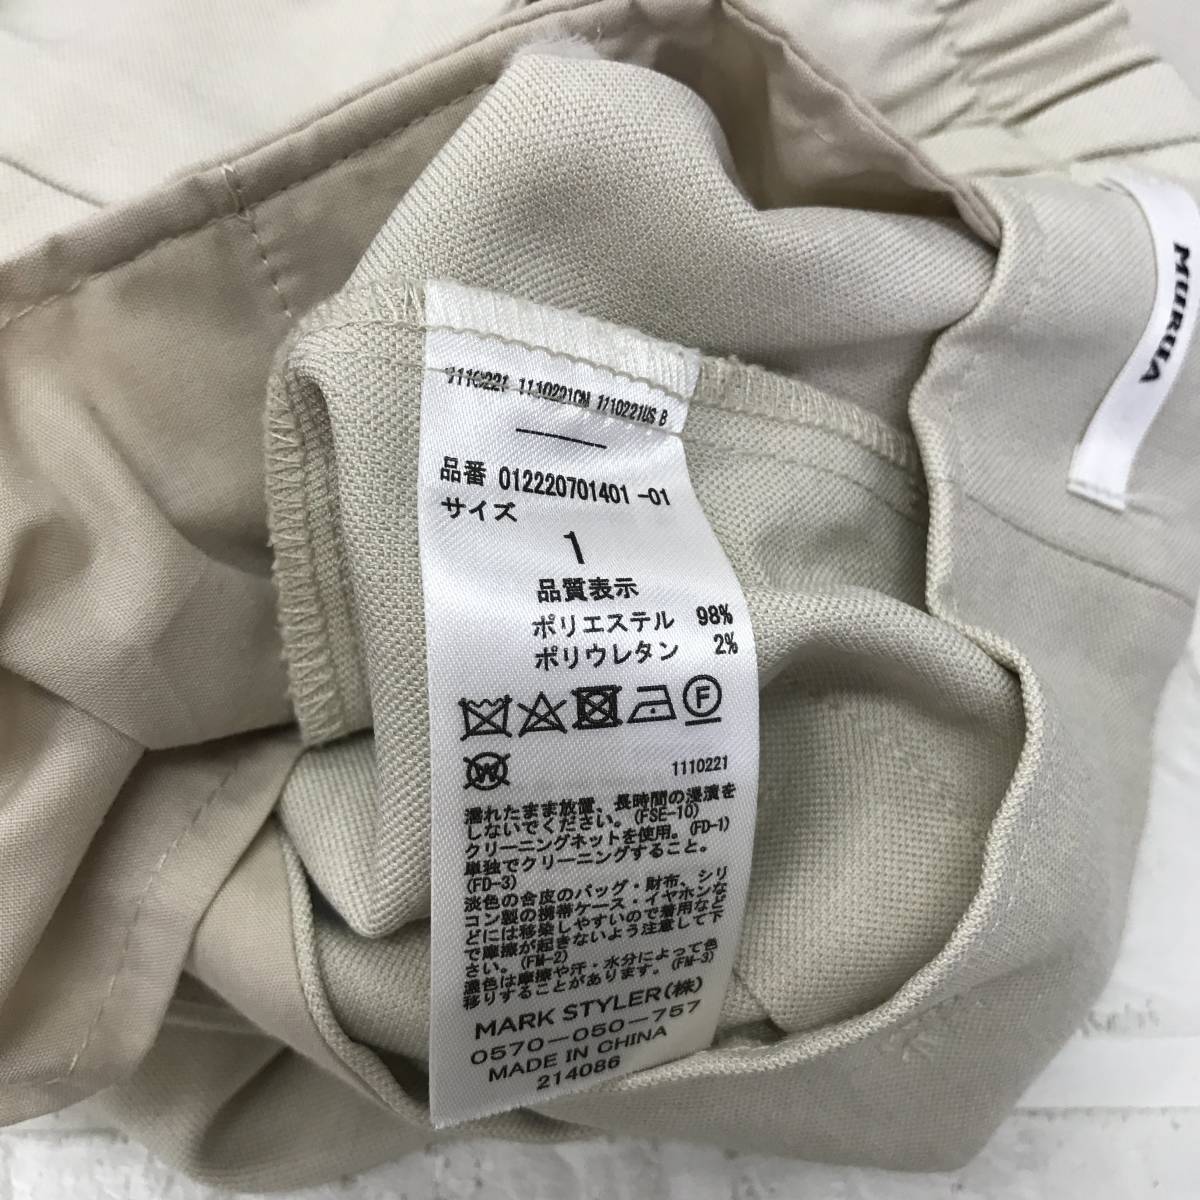 1110221 1110221CN 1110221US B
品番 012220701401 -01
サイズ
1
品質表示
ポリエステル 98%
ポリウレタン 2%
F
W
1110221
濡れたまま放置、長時間の浸漬を
しないでください。(FSE-10)
クリーニングネットを使用。(FD-1)
単独でクリーニングすること。
(FD-3)
淡色の合皮のバッグ・財布、シリ
コン製の携帯ケース・イヤホンな
どには移染しやすいので着用など
で摩擦が起きないよう注意して下
さい。(FM-2)
濃色は摩擦や汗・水分によって色
移りすることがあります。(FM-3)
MARK STYLER(株)
0570-050-757
MADE IN CHINA
214086
MURUA